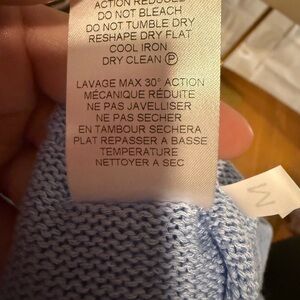 ACTION REDUCED
DO NOT BLEACH
DO NOT TUMBLE DRY
RESHAPE DRY FLAT
COOL IRON
DRY CLEAN Ⓟ
LAVAGE MAX 30° ACTION
MÉCANIQUE RÉDUITE
NE PAS JAVELLISER
NE PAS SECHER
EN TAMBOUR SECHERA
PLAT REPASSER A BASSE
TEMPERATURE
NETTOYER A SEC
M